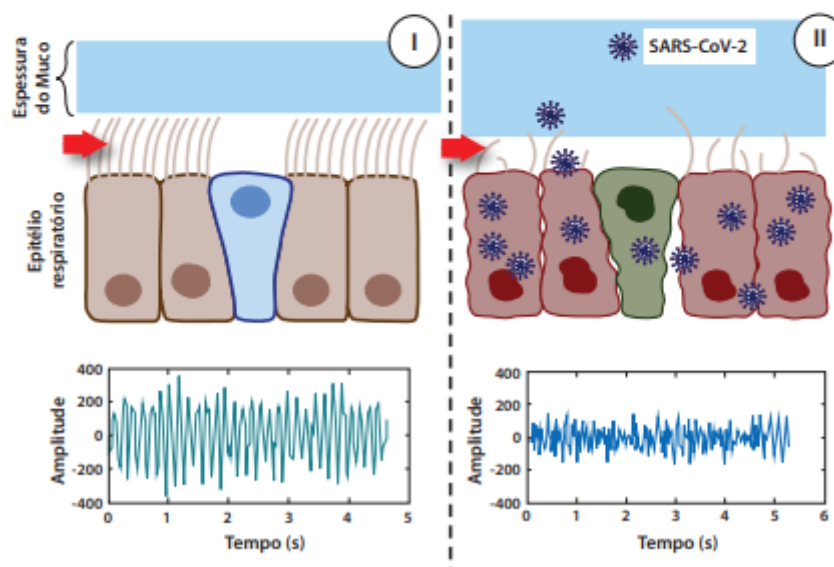 I
II
SARS-CoV-2
Espessura
do Muco
Epitélio
respiratório
Amplitude
400
200
0
-200
-400
0 1 2 3 4 5
Tempo (s)
Amplitude
400
200
0
-200
-400
0 1 2 3 4 5 6
Tempo (s)